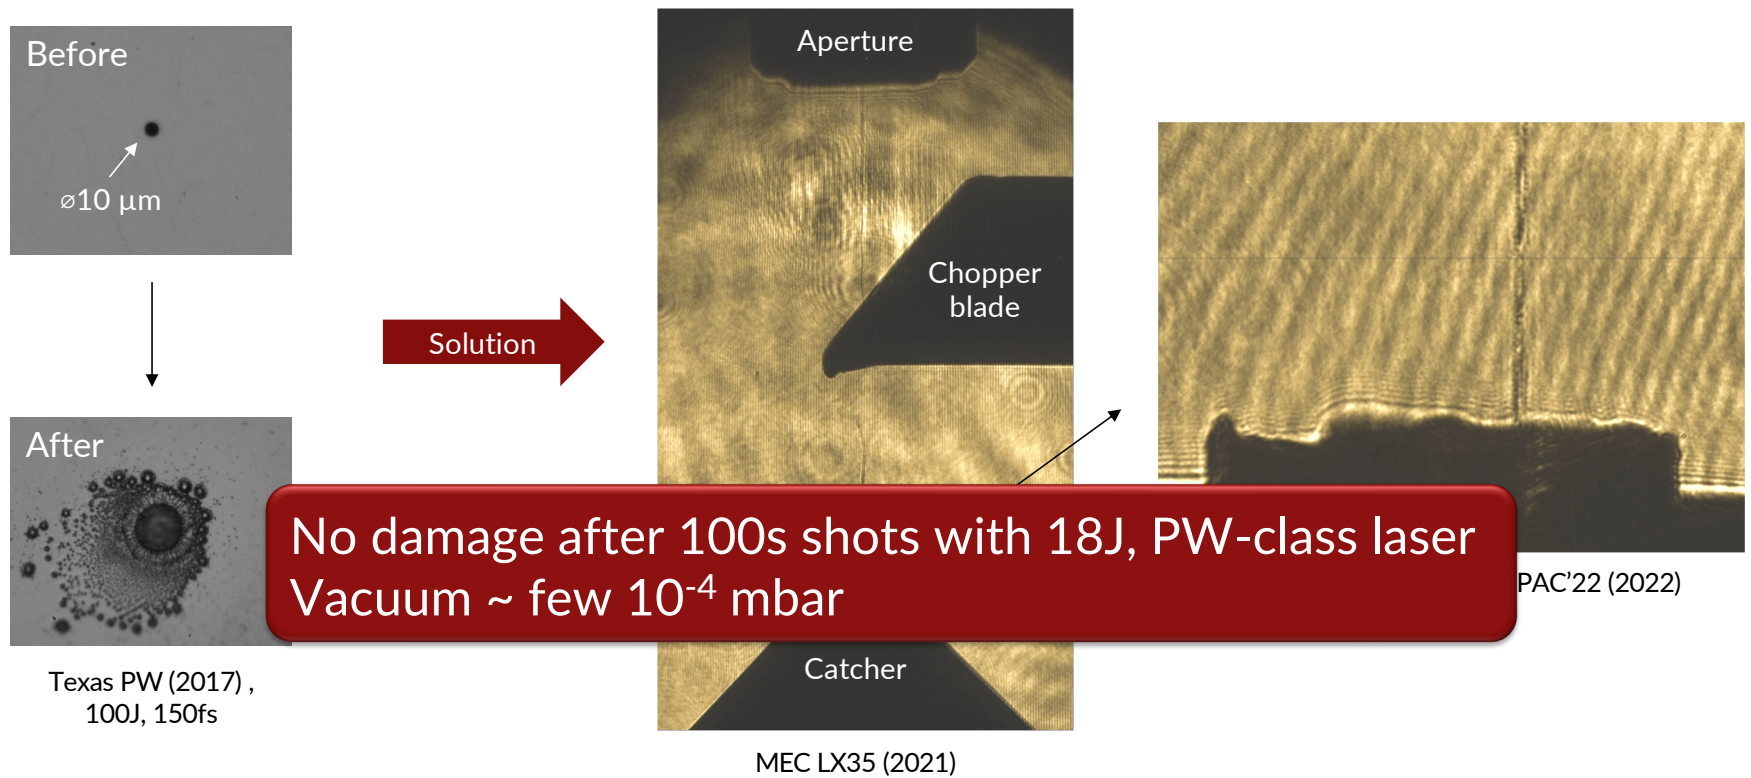 Before
⌀10 µm
After
Texas PW (2017) ,
100J, 150fs
Solution
Aperture
Chopper
blade
No damage after 100s shots with 18J, PW-class laser
Vacuum ~ few 10⁻⁴ mbar
Catcher
MEC LX35 (2021)
PAC’22 (2022)